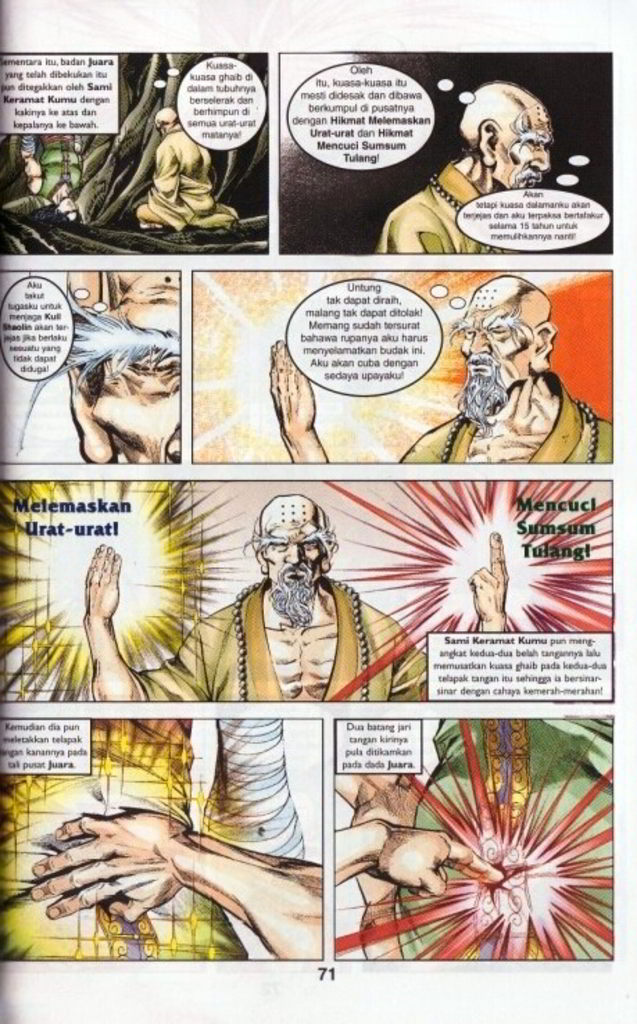 ementara itu, badan Juara
yang telah dibekukan itu
pun ditegakkan oleh Sami
Keramat Kumu dengan
kakinya ke atas dan
kepalanya ke bawah.
Kuasa-
kuasa ghaib di
dalam tubuhnya
berselerak dan
berhimpun di
semua urat-urat
matanya!
Oleh
itu, kuasa-kuasa itu
mesti didesak dan dibawa
berkumpul di pusatnya
dengan Hikmat Melemaskan
Urat-urat dan Hikmat
Mencuci Sumsum
Tulang!
Akan
tetapi kuasa dalamanku akan
terjejas dan aku terpaksa bertafakur
selama 15 tahun untuk
memulihkannya nanti!
Aku
takut
tugasku untuk
menjaga Kuil
Shaolin akan ter-
jejas jika berlaku
sesuatu yang
tidak dapat
diduga!
Untung
tak dapat diraih,
malang tak dapat ditolak!
Memang sudah tersurat
bahawa rupanya aku harus
menyelamatkan budak ini.
Aku akan cuba dengan
sedaya upayaku!
Melemaskan
Urat-urat!
Mencuci
Sumsum
Tulang!
Sami Keramat Kumu pun meng-
angkat kedua-dua belah tangannya lalu
memusatkan kuasa ghaib pada kedua-dua
telapak tangan itu sehingga ia bersinar-
sinar dengan cahaya kemerah-merahan!
Kemudian dia pun
meletakkan telapak
angan kanannya pada
tali pusat Juara.
Dua batang jari
tangan kirinya
pula ditikamkan
pada dada Juara.
71